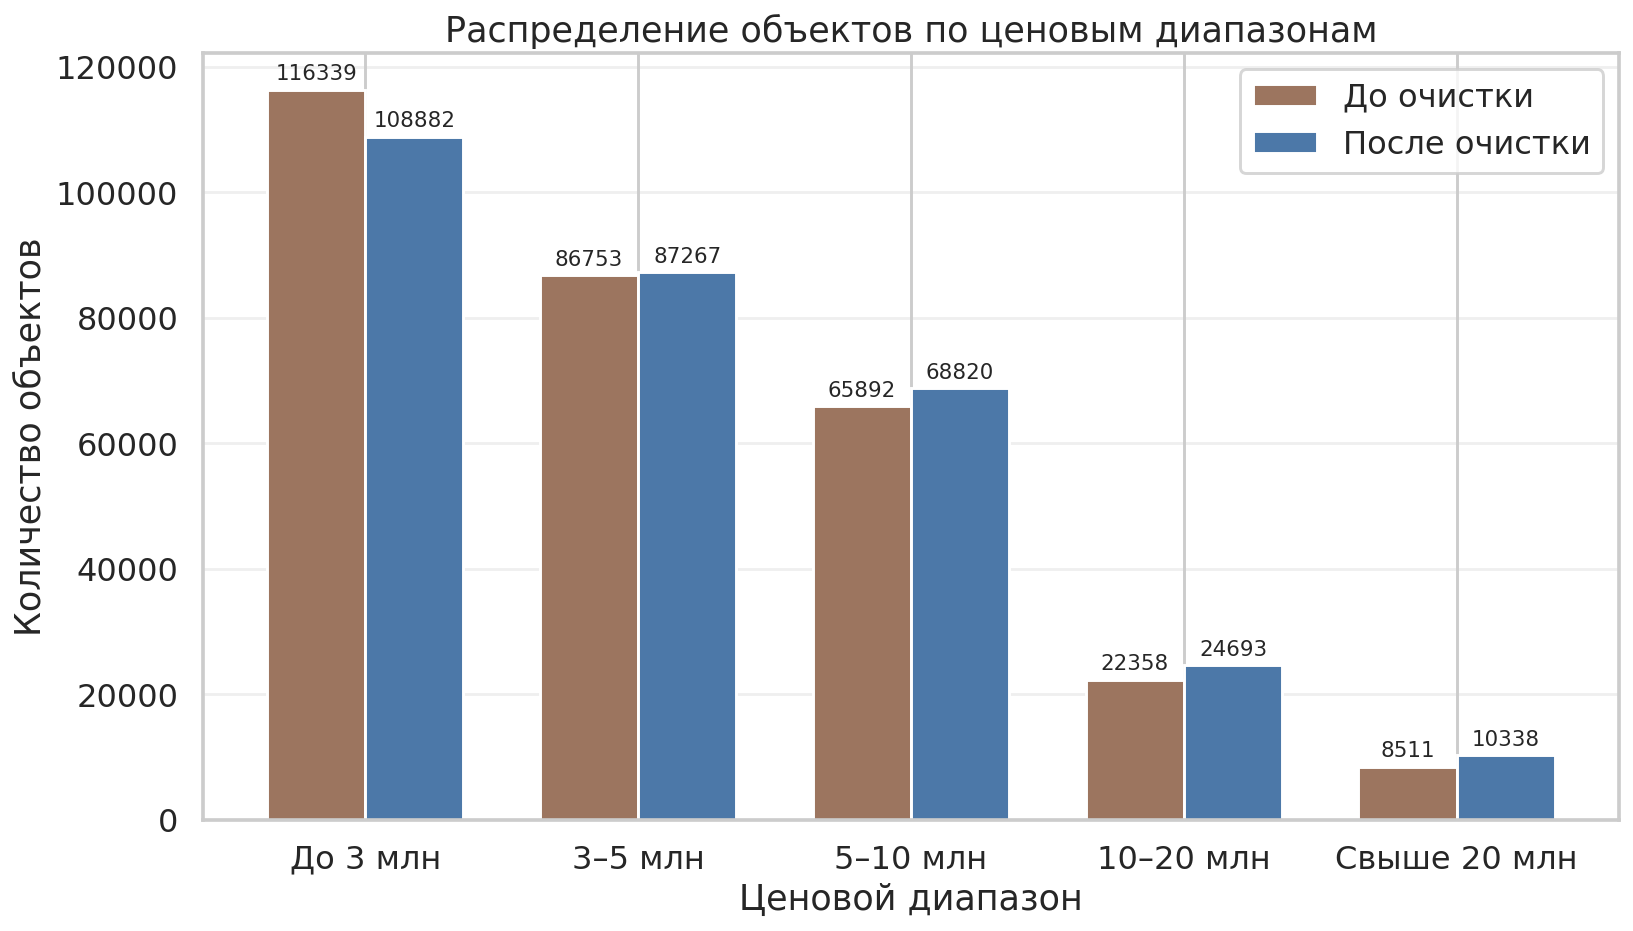 Распределение объектов по ценовым диапазонам
До очистки
После очистки
Количество объектов
120000
100000
80000
60000
40000
20000
0
116339
108882
86753
87267
65892
68820
22358
24693
8511
10338
До 3 млн
3–5 млн
5–10 млн
10–20 млн
Свыше 20 млн
Ценовой диапазон